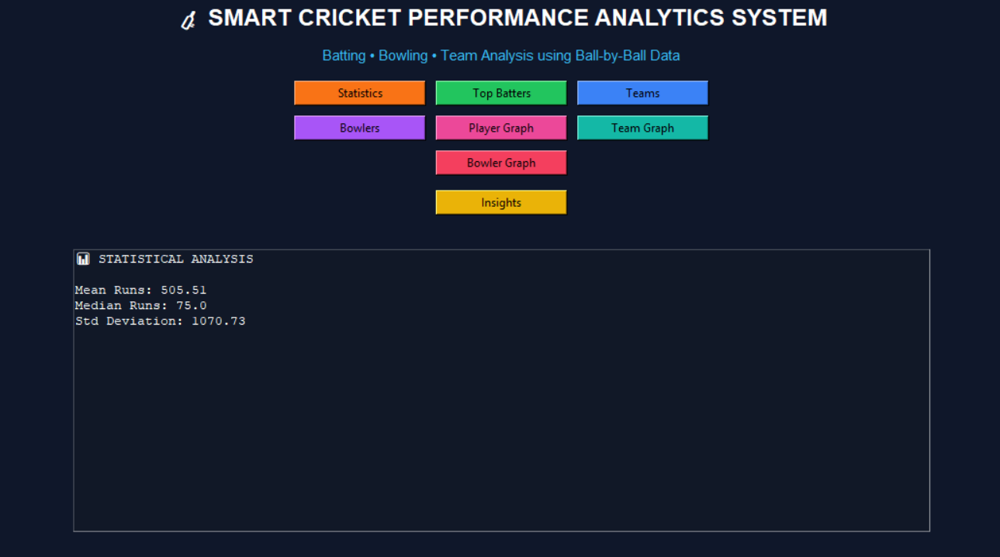 SMART CRICKET PERFORMANCE ANALYTICS SYSTEM
Batting • Bowling • Team Analysis using Ball-by-Ball Data
Statistics Top Batters Teams
Bowlers Player Graph Team Graph
Bowler Graph
Insights
STATISTICAL ANALYSIS
Mean Runs: 505.51
Median Runs: 75.0
Std Deviation: 1070.73